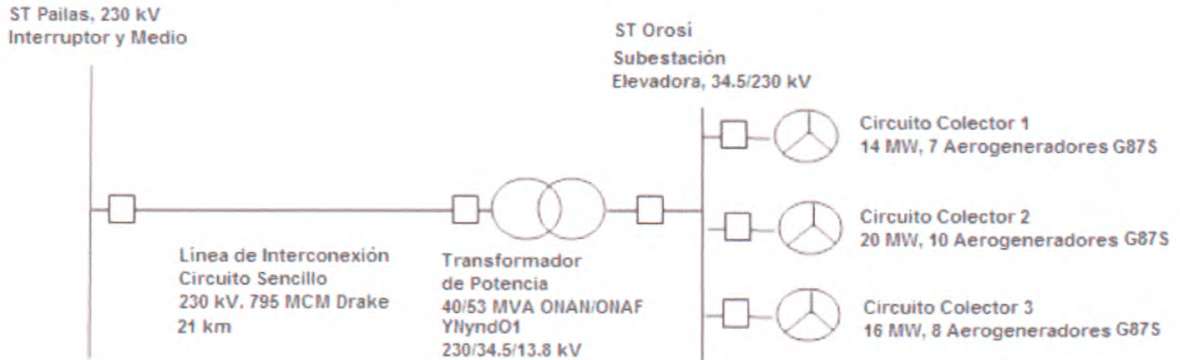 ST Pailas, 230 kV
Interruptor y Medio
ST Orosí
Subestación
Elevadora, 34.5/230 kV
Circuito Colector 1
14 MW, 7 Aerogeneradores G87S
Circuito Colector 2
20 MW, 10 Aerogeneradores G87S
Circuito Colector 3
16 MW, 8 Aerogeneradores G87S
Línea de Interconexión
Circuito Sencillo
230 kV. 795 MCM Drake
21 km
Transformador
de Potencia
40/53 MVA ONAN/ONAF
YNynd01
230/34.5/13.8 kV